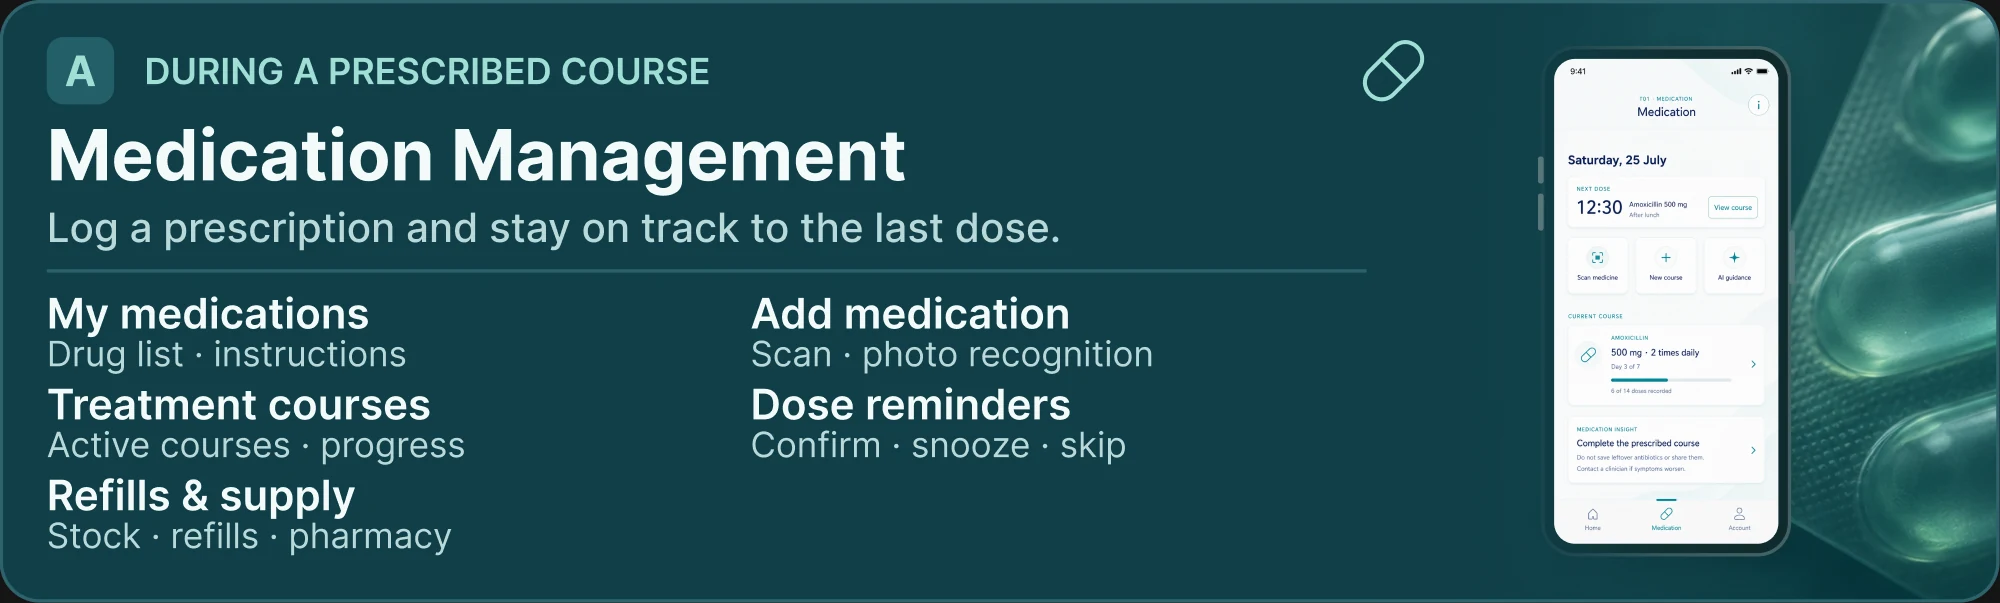 A
DURING A PRESCRIBED COURSE
Medication Management
Log a prescription and stay on track to the last dose.
My medications
Drug list · instructions
Add medication
Scan · photo recognition
Treatment courses
Active courses · progress
Dose reminders
Confirm · snooze · skip
Refills & supply
Stock · refills · pharmacy
9:41
T01 · MEDICATION
Medication
Saturday, 25 July
NEXT DOSE
12:30
Amoxicillin 500 mg
After lunch
View course
Scan medicine
New course
AI guidance
CURRENT COURSE
AMOXICILLIN
500 mg · 2 times daily
Day 3 of 7
6 of 14 doses recorded
MEDICATION INSIGHT
Complete the prescribed course
Do not save leftover antibiotics or share them.
Contact a clinician if symptoms worsen.
Home
Medication
Account